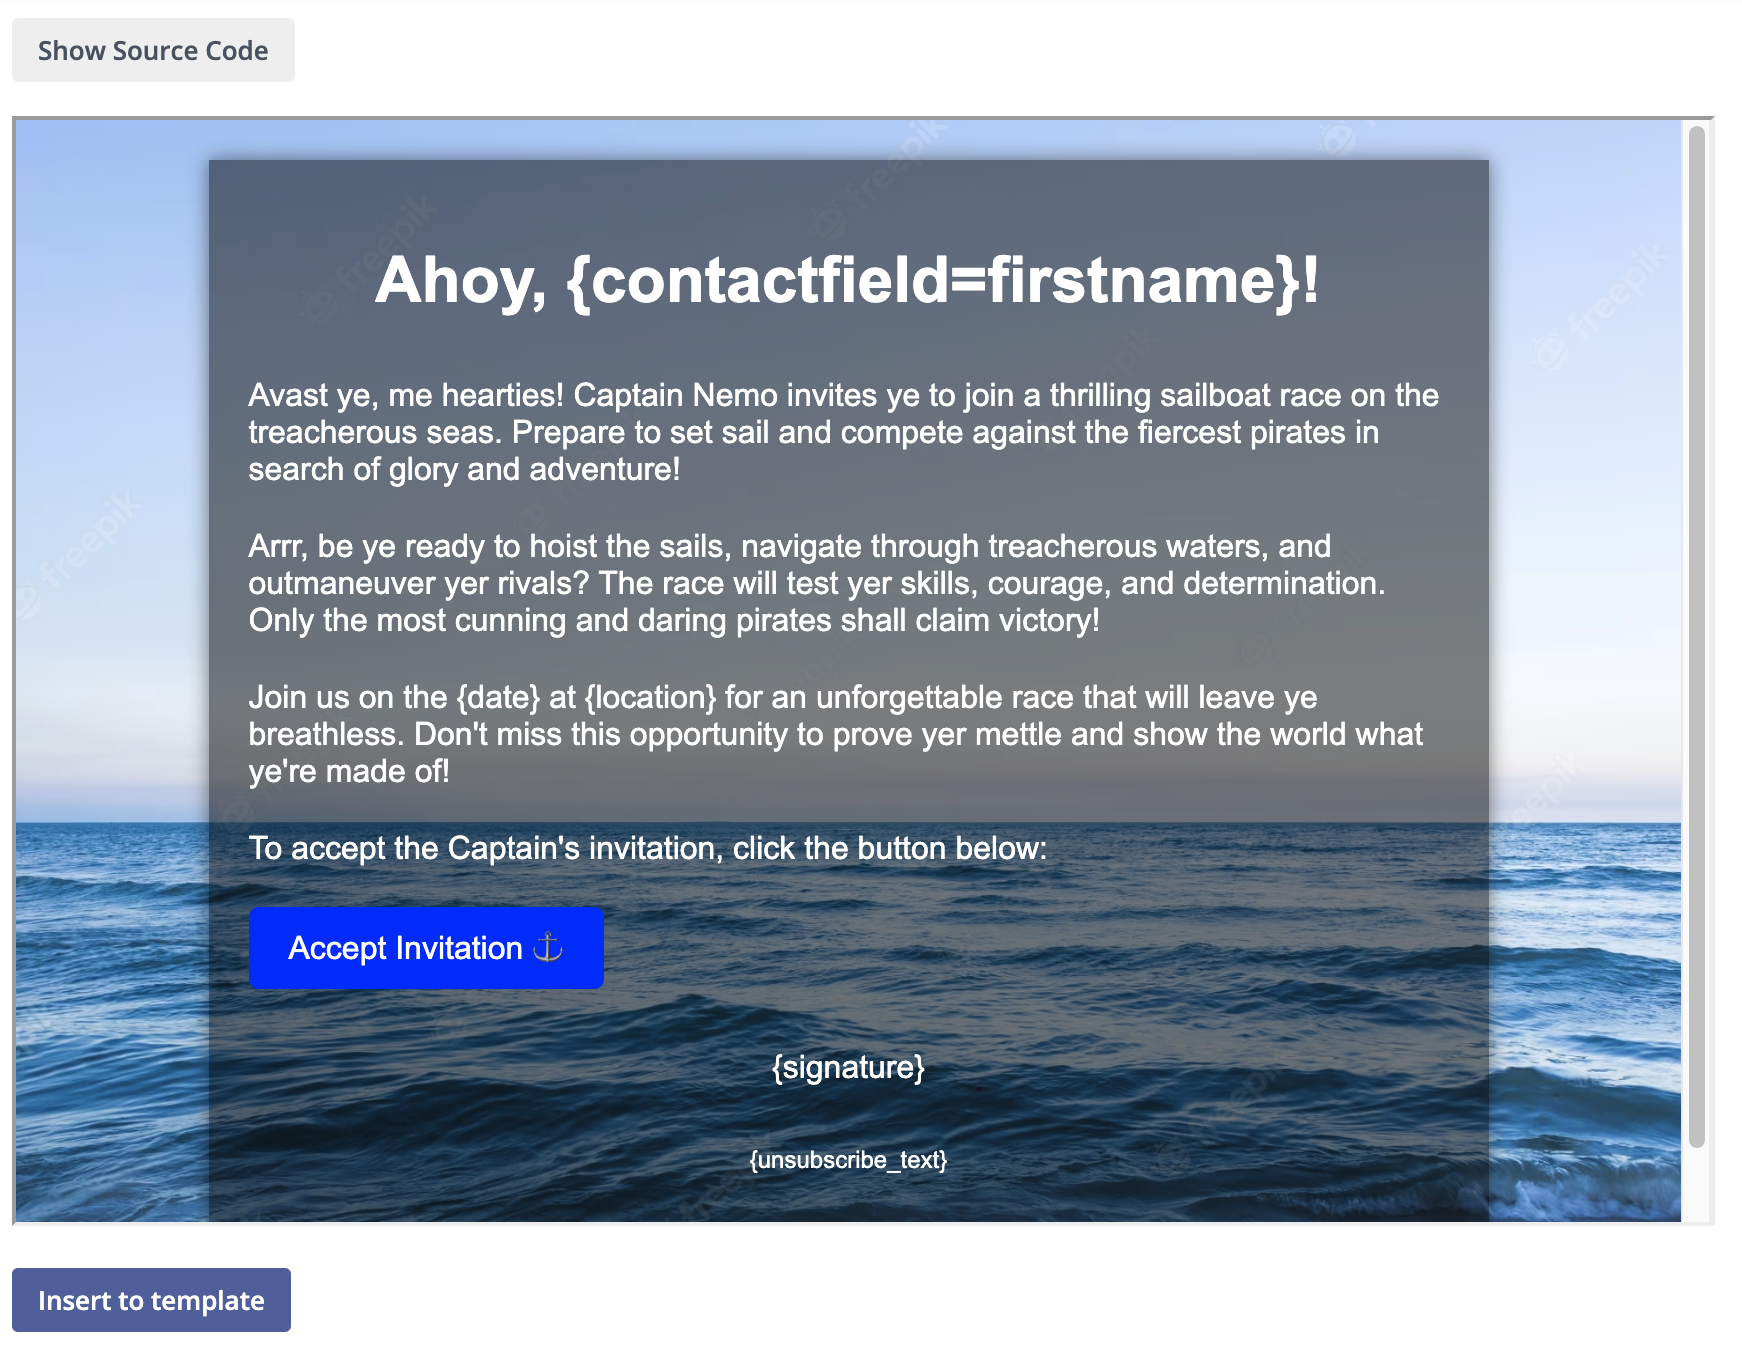 Show Source Code
freepik
freepik
freepik
freepik
Ahoy, {contactfield=firstname}!
Avast ye, me hearties! Captain Nemo invites ye to join a thrilling sailboat race on the
treacherous seas. Prepare to set sail and compete against the fiercest pirates in
search of glory and adventure!
freepik
Arrr, be ye ready to hoist the sails, navigate through treacherous waters, and
outmaneuver yer rivals? The race will test yer skills, courage, and determination.
Only the most cunning and daring pirates shall claim victory!
Join us on the {date} at {location} for an unforgettable race that will leave ye
breathless. Don't miss this opportunity to prove yer mettle and show the world what
ye're made of!
freepik
To accept the Captain's invitation, click the button below:
Accept Invitation ⚓
{signature}
{unsubscribe_text}
Insert to template